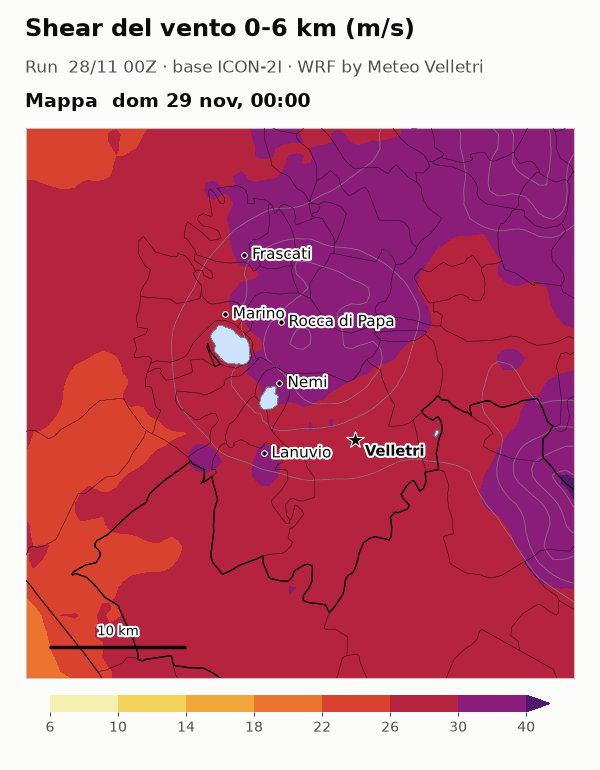 Shear del vento 0-6 km (m/s)
Run  28/11 00Z · base ICON-2I · WRF by Meteo Velletri
Mappa  dom 29 nov, 00:00
Frascati
Marino
Rocca di Papa
Nemi
Velletri
Lanuvio
10 km
6 10 14 18 22 26 30 40